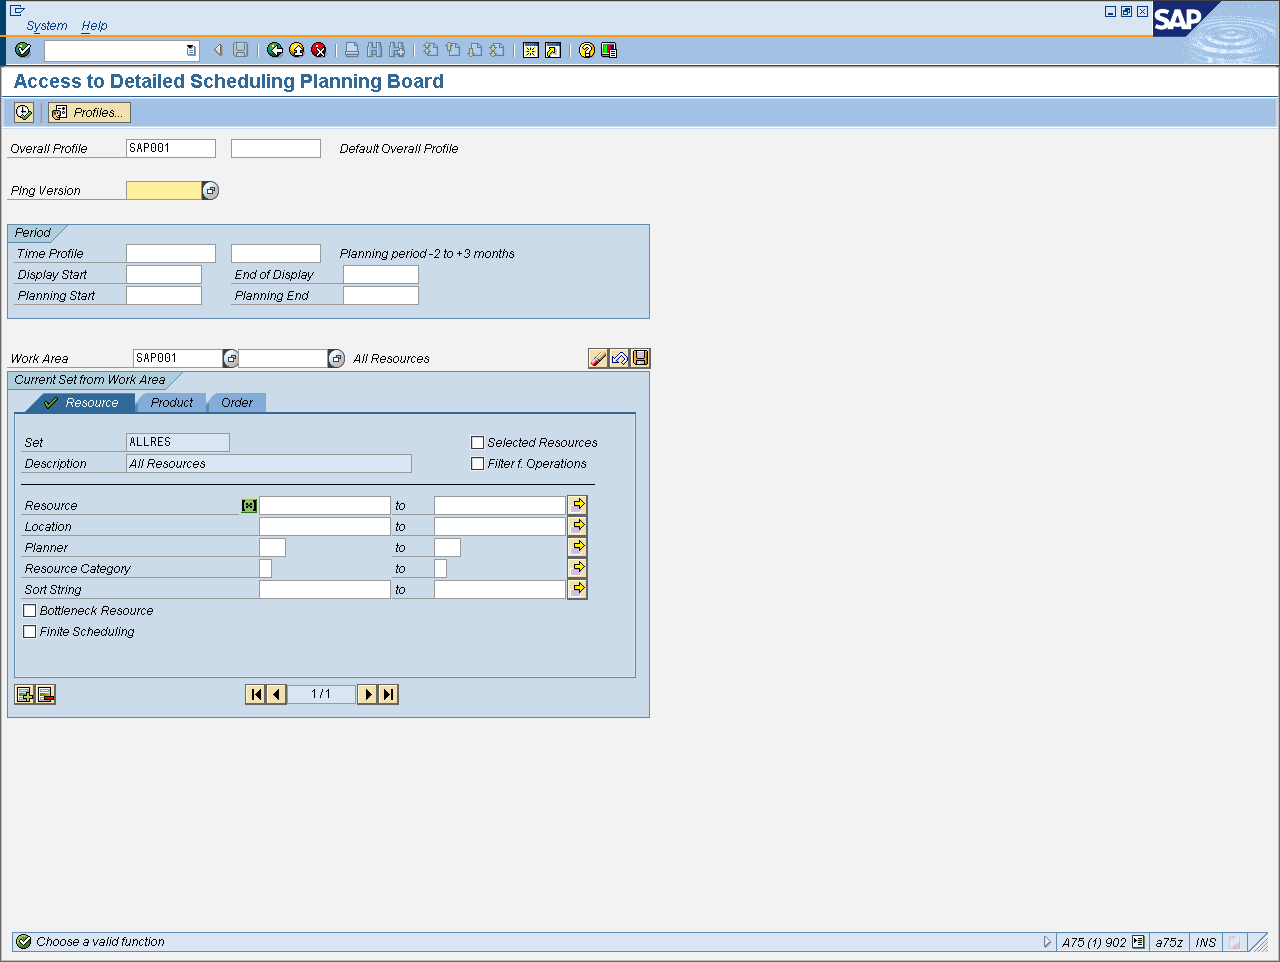 System Help
SAP
Access to Detailed Scheduling Planning Board
Profiles...
Overall Profile SAP001 Default Overall Profile
Plng Version
Period
Time Profile Planning period -2 to +3 months
Display Start End of Display
Planning Start Planning End
Work Area SAP001 All Resources
Current Set from Work Area
Resource Product Order
Set ALLRES Selected Resources
Description All Resources Filter f. Operations
Resource to
Location to
Planner to
Resource Category to
Sort String to
Bottleneck Resource
Finite Scheduling
1 / 1
Choose a valid function A75 (1) 902 a75z INS